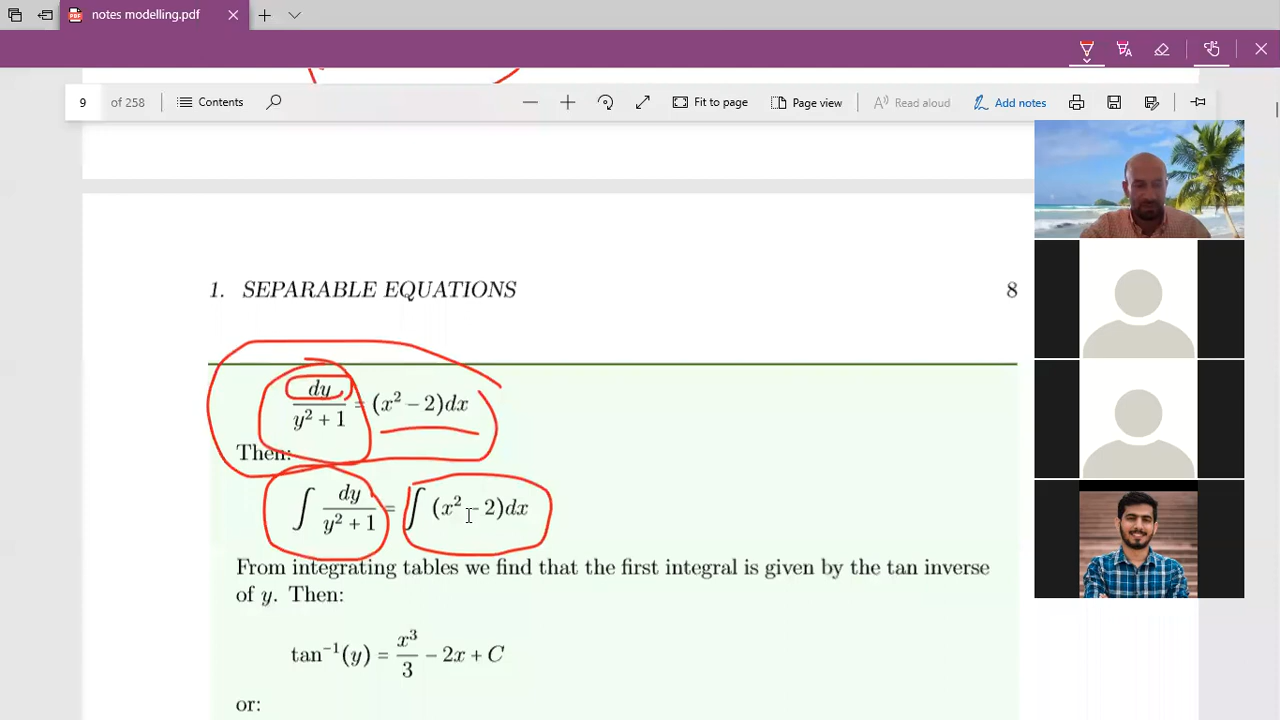 notes modelling.pdf
9 of 258 Contents Fit to page Page view Read aloud Add notes
1. SEPARABLE EQUATIONS 8
dy/(y² + 1) = (x² − 2)dx
Then:
∫ dy/(y² + 1) = ∫ (x² − 2)dx
From integrating tables we find that the first integral is given by the tan inverse
of y. Then:
tan⁻¹(y) = x³/3 − 2x + C
or: